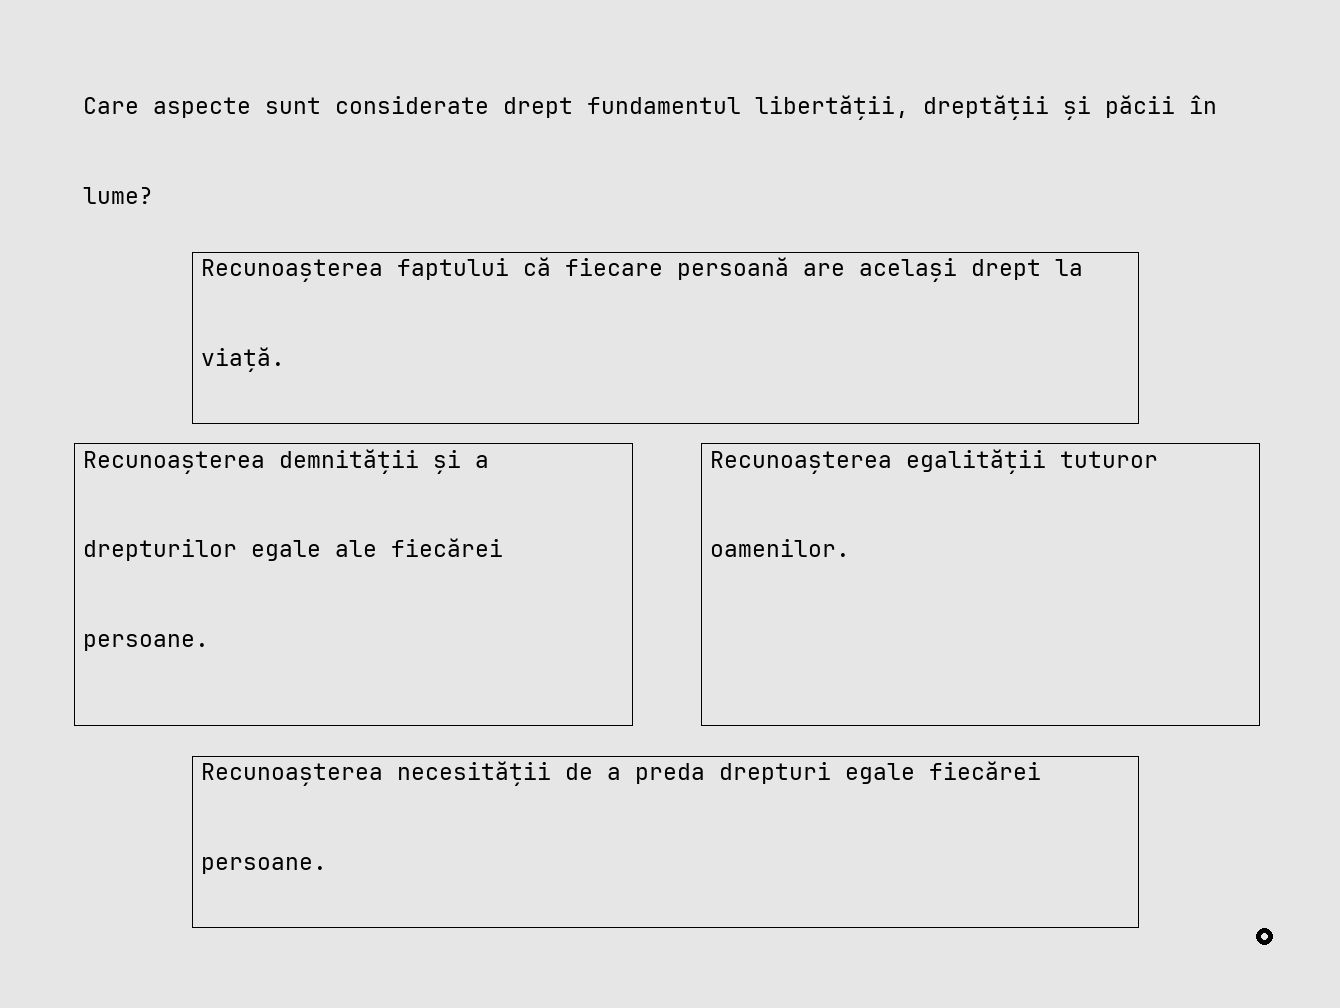 Care aspecte sunt considerate drept fundamentul libertății, dreptății și păcii în
lume?
Recunoașterea faptului că fiecare persoană are același drept la
viață.
Recunoașterea demnității și a
drepturilor egale ale fiecărei
persoane.
Recunoașterea egalității tuturor
oamenilor.
Recunoașterea necesității de a preda drepturi egale fiecărei
persoane.